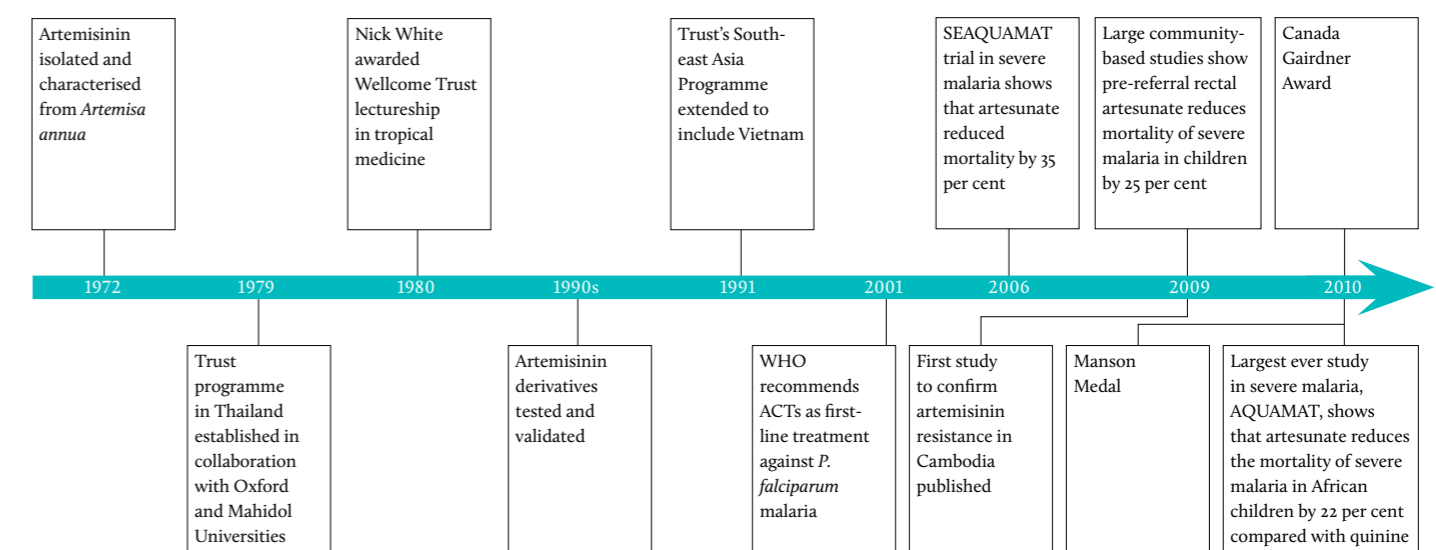 Artemisinin
isolated and
characterised
from Artemisa
annua
Nick White
awarded
Wellcome Trust
lectureship
in tropical
medicine
Trust’s South-
east Asia
Programme
extended to
include Vietnam
SEAQUAMAT
trial in severe
malaria shows
that artesunate
reduced
mortality by 35
per cent
Large community-
based studies show
pre-referral rectal
artesunate reduces
mortality of severe
malaria in children
by 25 per cent
Canada
Gairdner
Award
1972
1979
1980
1990s
1991
2001
2006
2009
2010
Trust
programme
in Thailand
established in
collaboration
with Oxford
and Mahidol
Universities
Artemisinin
derivatives
tested and
validated
WHO
recommends
ACTs as first-
line treatment
against P.
falciparum
malaria
First study
to confirm
artemisinin
resistance in
Cambodia
published
Manson
Medal
Largest ever study
in severe malaria,
AQUAMAT, shows
that artesunate reduces
the mortality of severe
malaria in African
children by 22 per cent
compared with quinine